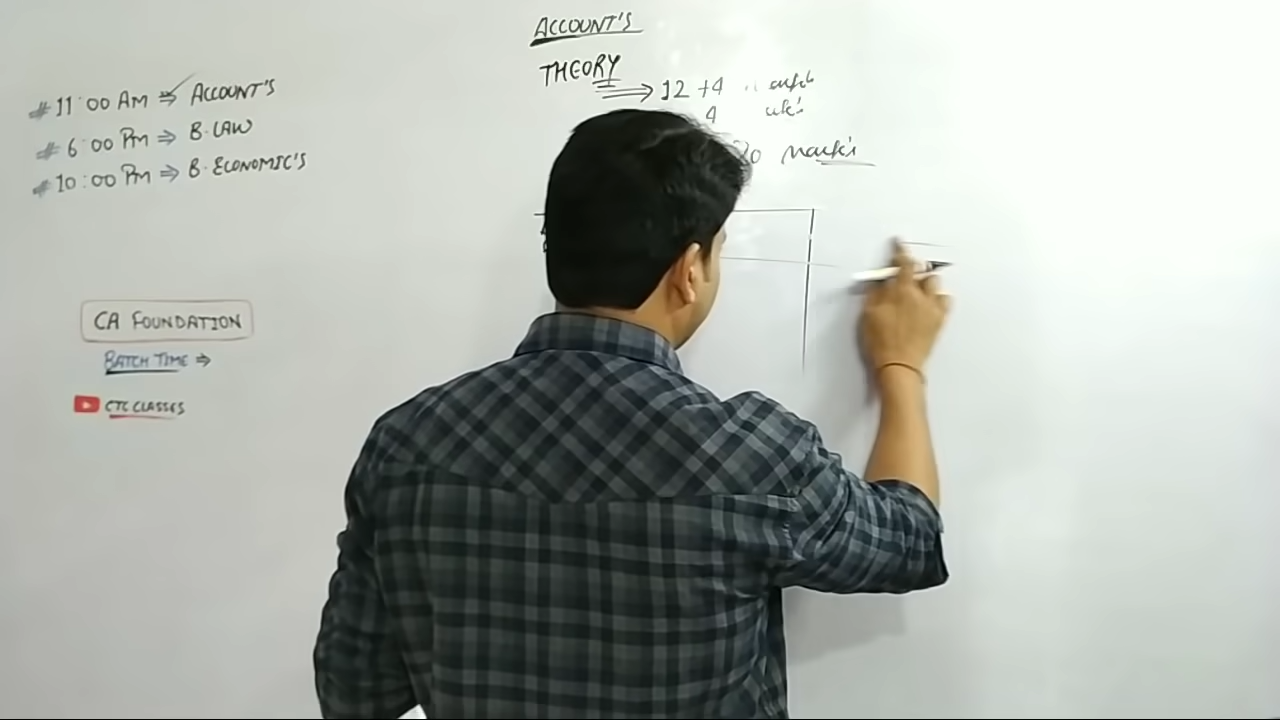 ACCOUNT'S
THEORY
⇒ 12 + 4
4
Mark's
# 11:00 AM ⇒ ACCOUNT'S
# 6:00 PM ⇒ B.LAW
# 10:00 PM ⇒ B.ECONOMIC'S
CA FOUNDATION
BATCH TIME ⇒
CTC CLASSES